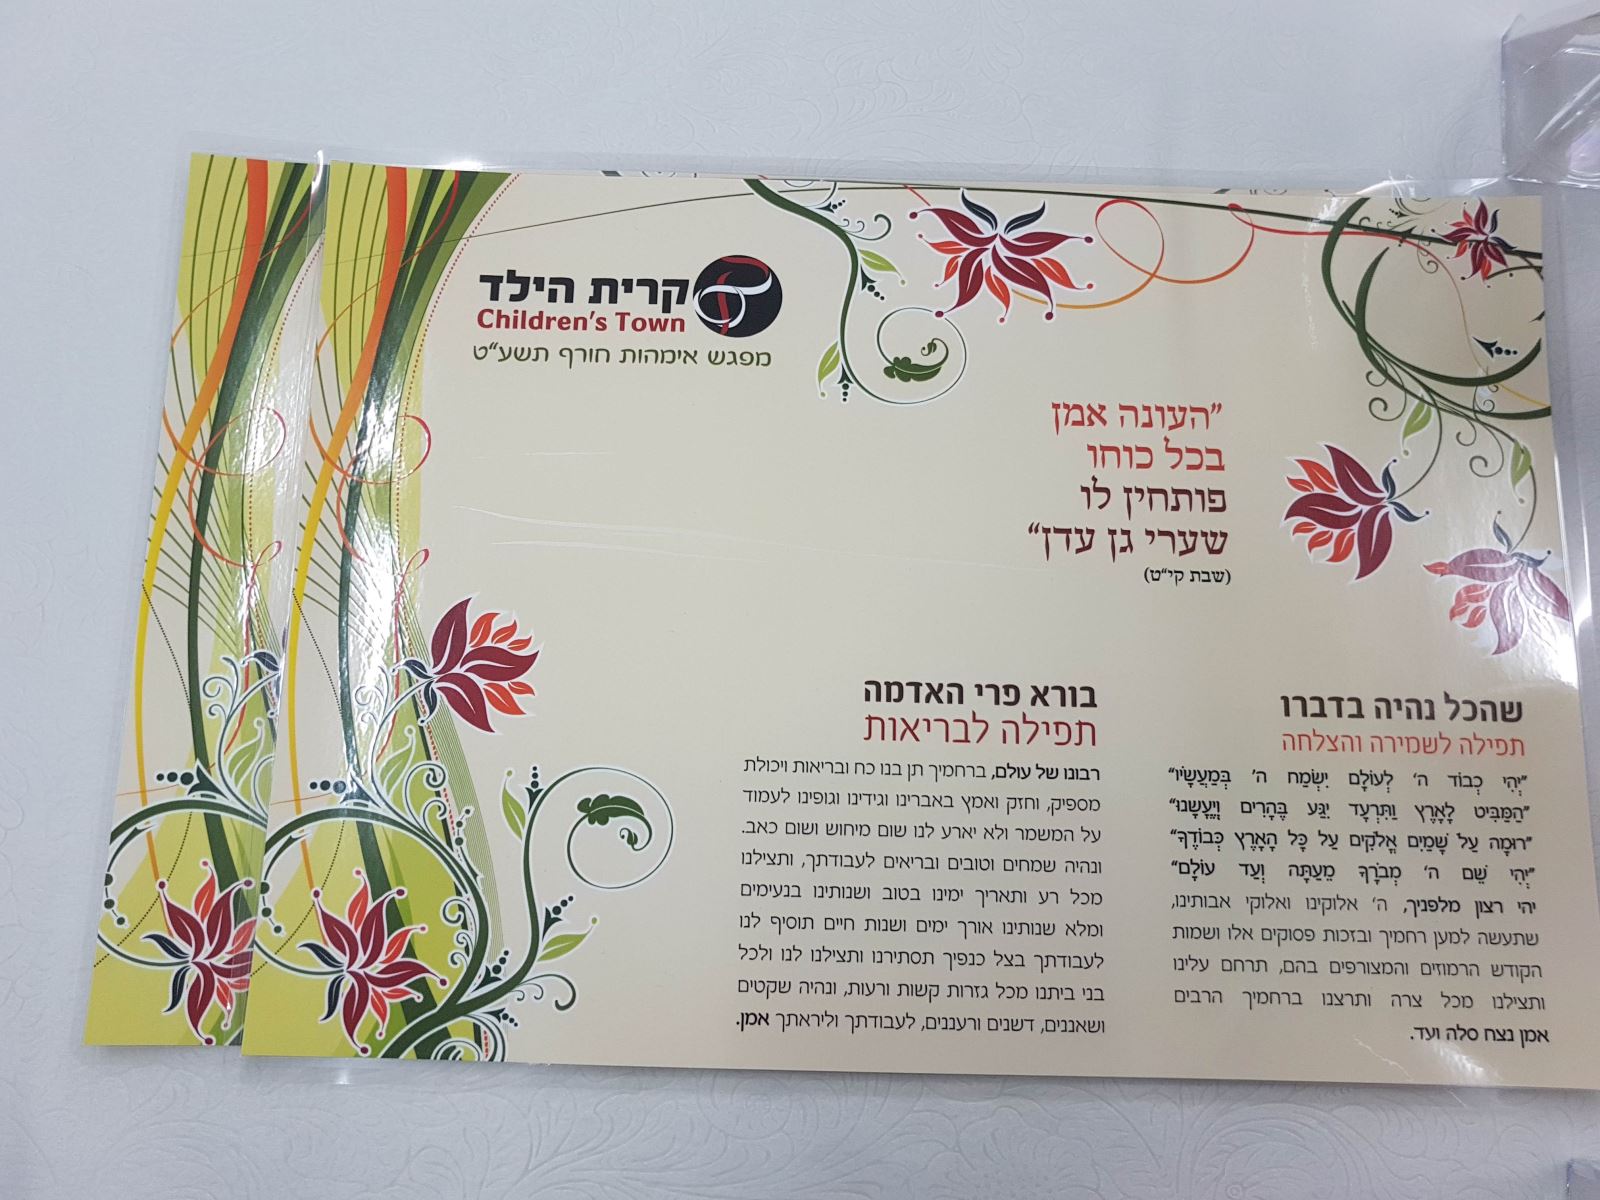 קרית הילד
Children's Town
מפגש אימהות חורף תשע"ט
"העונה אמן
בכל כוחו
פותחין לו
שערי גן עדן"
(שבת קי"ט)
שהכל נהיה בדברו
תפילה לשמירה והצלחה
"יְהִי כְבוֹד ה' לְעוֹלָם יִשְׂמַח ה' בְּמַעֲשָׂיו"
"הַמַּבִּיט לָאָרֶץ וַתִּרְעָד יִגַּע בֶּהָרִים וְיֶעֱשָׁנוּ"
"רוּמָה עַל שָׁמַיִם אֱלֹקִים עַל כָּל הָאָרֶץ כְּבוֹדֶךָ"
"יְהִי שֵׁם ה' מְבֹרָךְ מֵעַתָּה וְעַד עוֹלָם"
יהי רצון מלפניך, ה' אלוקינו ואלוקי אבותינו,
שתעשה למען רחמיך ובזכות פסוקים אלו ושמות
הקודש הרמוזים והמצורפים בהם, תרחם עלינו
ותצילנו מכל צרה ותרצנו ברחמיך הרבים
אמן נצח סלה ועד.
בורא פרי האדמה
תפילה לבריאות
רבונו של עולם, ברחמיך תן בנו כח ובריאות ויכולת
מספיק, וחזק ואמץ באברינו וגידינו וגופינו לעמוד
על המשמר ולא יארע לנו שום מיחוש ושום כאב.
ונהיה שמחים וטובים ובריאים לעבודתך, ותצילנו
מכל רע ותאריך ימינו בטוב ושנותינו בנעימים
ומלא שנותינו אורך ימים ושנות חיים תוסיף לנו
לעבודתך בצל כנפיך תסתירנו ותצילנו לנו ולכל
בני ביתנו מכל גזרות קשות ורעות, ונהיה שקטים
ושאננים, דשנים ורעננים, לעבודתך וליראתך אמן.